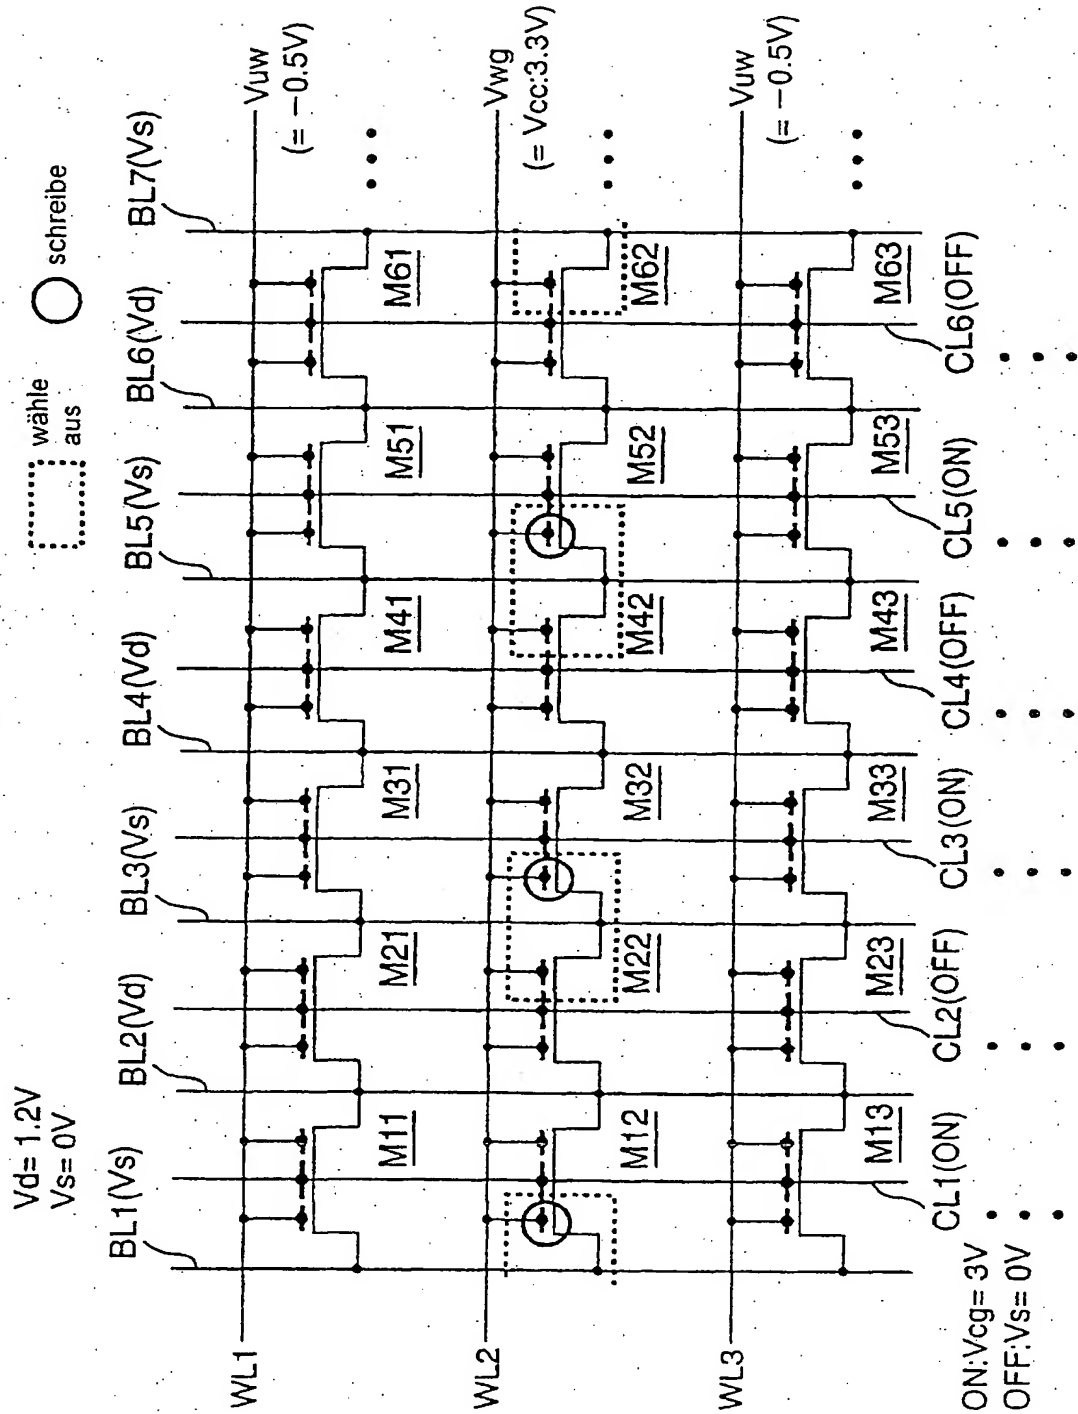 Vd= 1.2V
Vs= 0V
wähle
aus
schreibe
BL1(Vs)
BL2(Vd)
BL3(Vs)
BL4(Vd)
BL5(Vs)
BL6(Vd)
BL7(Vs)
WL1
Vuw
(= −0.5V)
M11
M21
M31
M41
M51
M61
WL2
Vwg
(= Vcc:3.3V)
M12
M22
M32
M42
M52
M62
WL3
Vuw
(= −0.5V)
M13
M23
M33
M43
M53
M63
CL1(ON)
CL2(OFF)
CL3(ON)
CL4(OFF)
CL5(ON)
CL6(OFF)
ON:Vcg= 3V
OFF:Vs= 0V